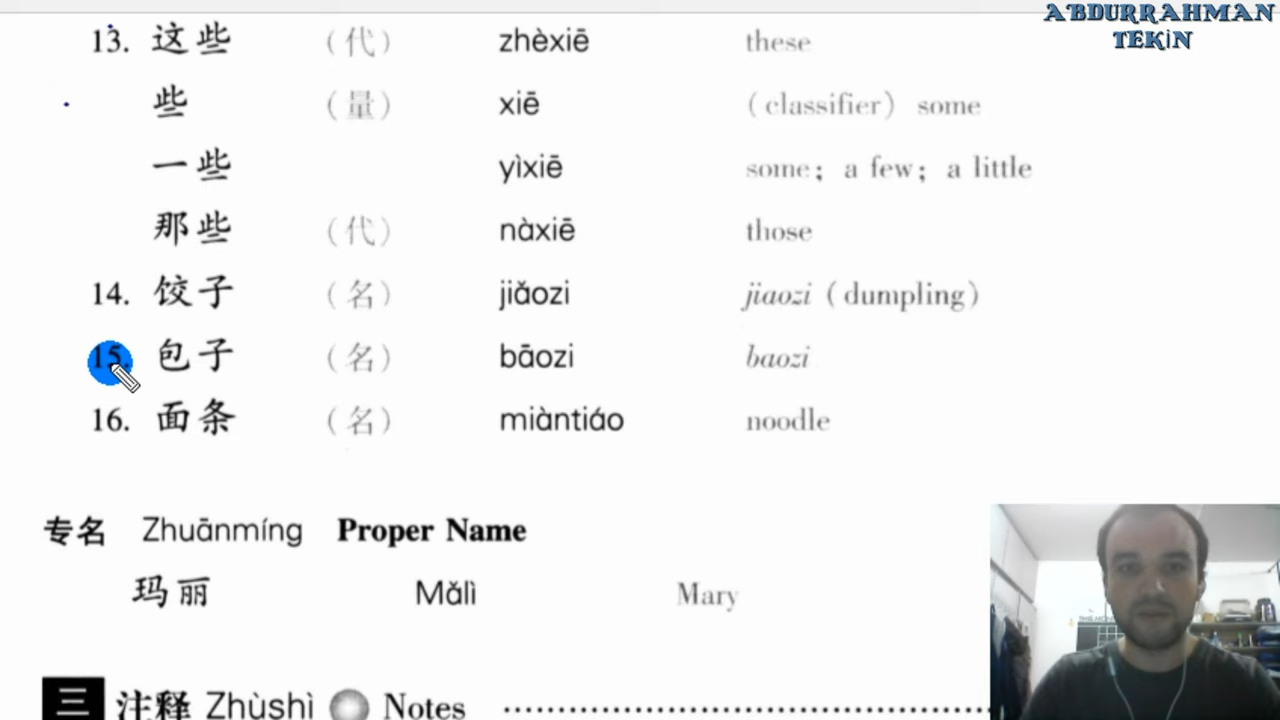 ABDURRAHMAN
TEKİN
13. 这些 （代） zhèxiē these
些 （量） xiē （classifier） some
一些 yìxiē some； a few； a little
那些 （代） nàxiē those
14. 饺子 （名） jiǎozi jiaozi（dumpling）
15. 包子 （名） bāozi baozi
16. 面条 （名） miàntiáo noodle
专名 Zhuānmíng Proper Name
玛丽 Mǎlì Mary
三 注释 Zhùshì Notes